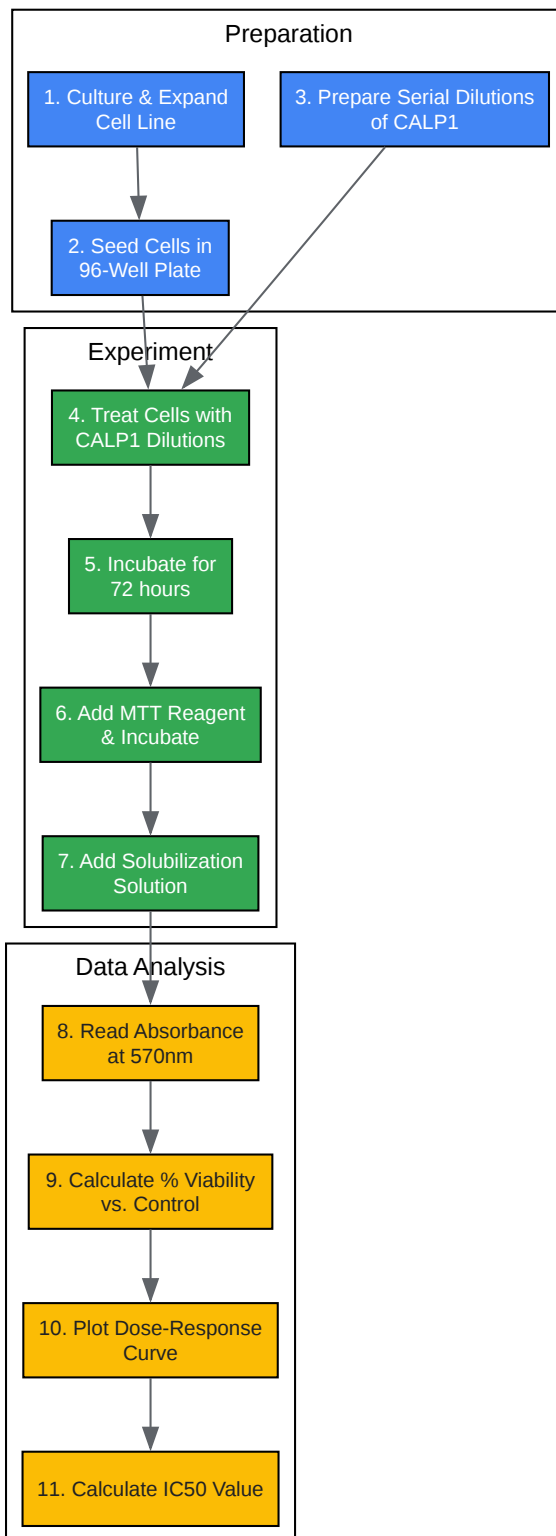 Preparation
1. Culture & Expand
Cell Line
3. Prepare Serial Dilutions
of CALP1
2. Seed Cells in
96-Well Plate
Experiment
4. Treat Cells with
CALP1 Dilutions
5. Incubate for
72 hours
6. Add MTT Reagent
& Incubate
7. Add Solubilization
Solution
Data Analysis
8. Read Absorbance
at 570nm
9. Calculate % Viability
vs. Control
10. Plot Dose-Response
Curve
11. Calculate IC50 Value